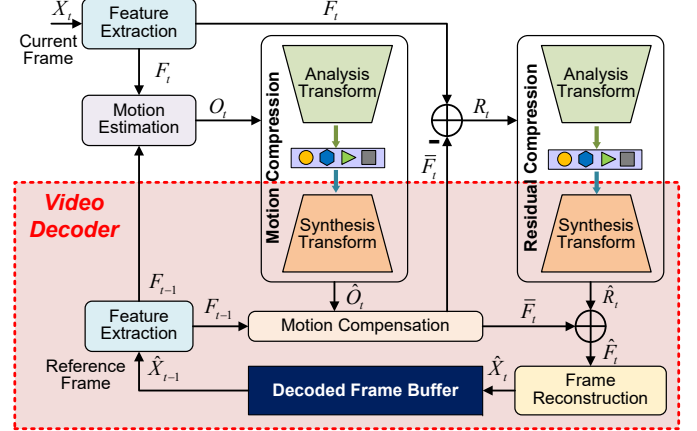 X_t
Current
Frame
Feature
Extraction
F_t
F_t
Motion
Estimation
O_t
Motion Compression
Analysis
Transform
Synthesis
Transform
R_t
F̅_t
Residual Compression
Analysis
Transform
Synthesis
Transform
Video
Decoder
F_{t−1}
Ô_t
R̂_t
Feature
Extraction
F_{t−1}
Motion Compensation
F̅_t
F̂_t
Reference
Frame
X̂_{t−1}
Decoded Frame Buffer
X̂_t
Frame
Reconstruction